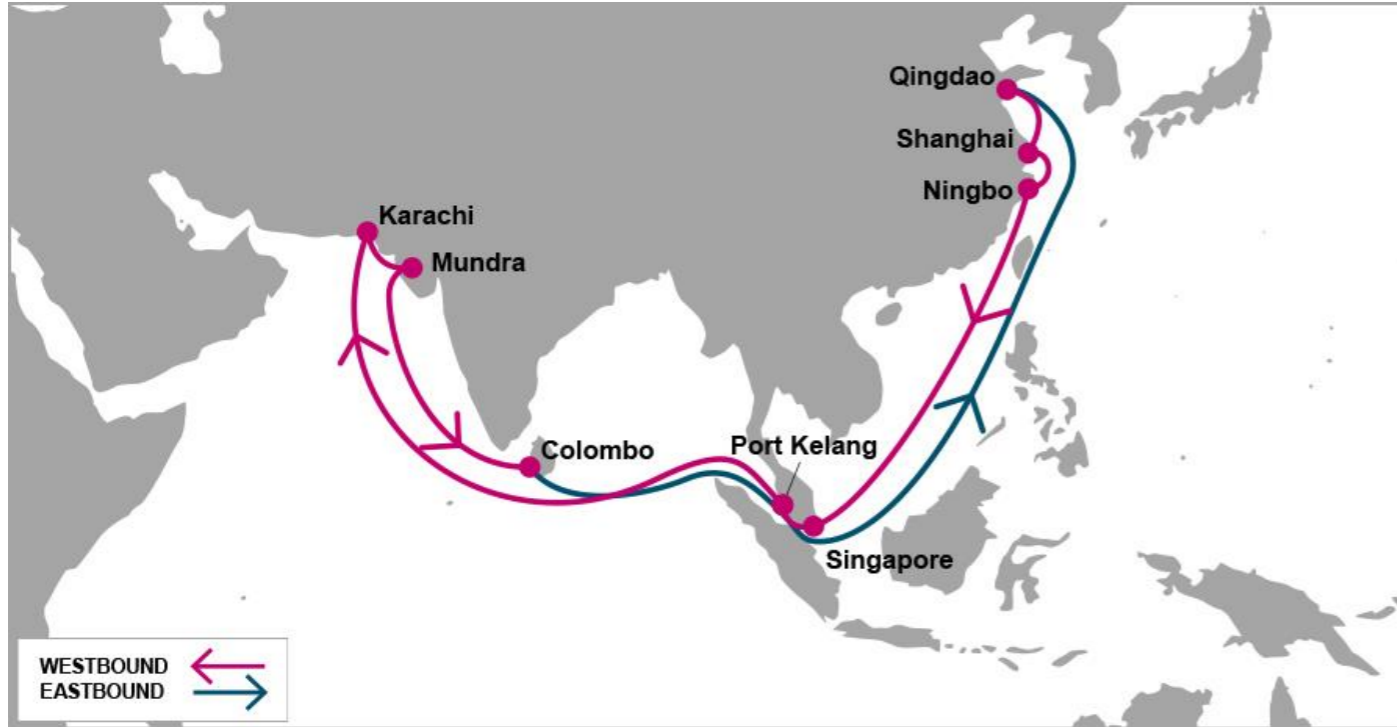 Qingdao
Shanghai
Ningbo
Karachi
Mundra
Colombo
Port Kelang
Singapore
WESTBOUND
EASTBOUND